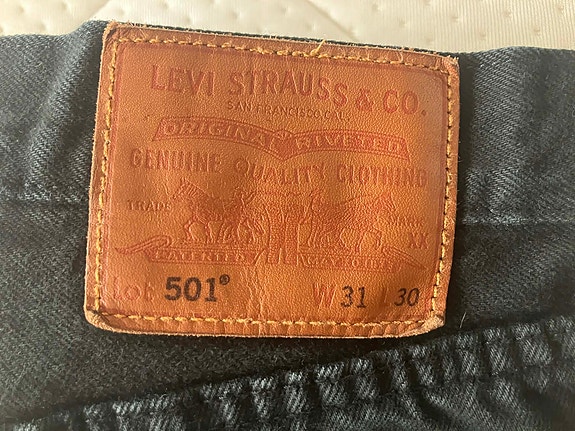 LEVI STRAUSS & CO.
SAN FRANCISCO, CAL.
ORIGINAL RIVETED
GENUINE QUALITY CLOTHING
TRADE MARK
XX
PATENTED MAY
Lot 501® W 31 L 30